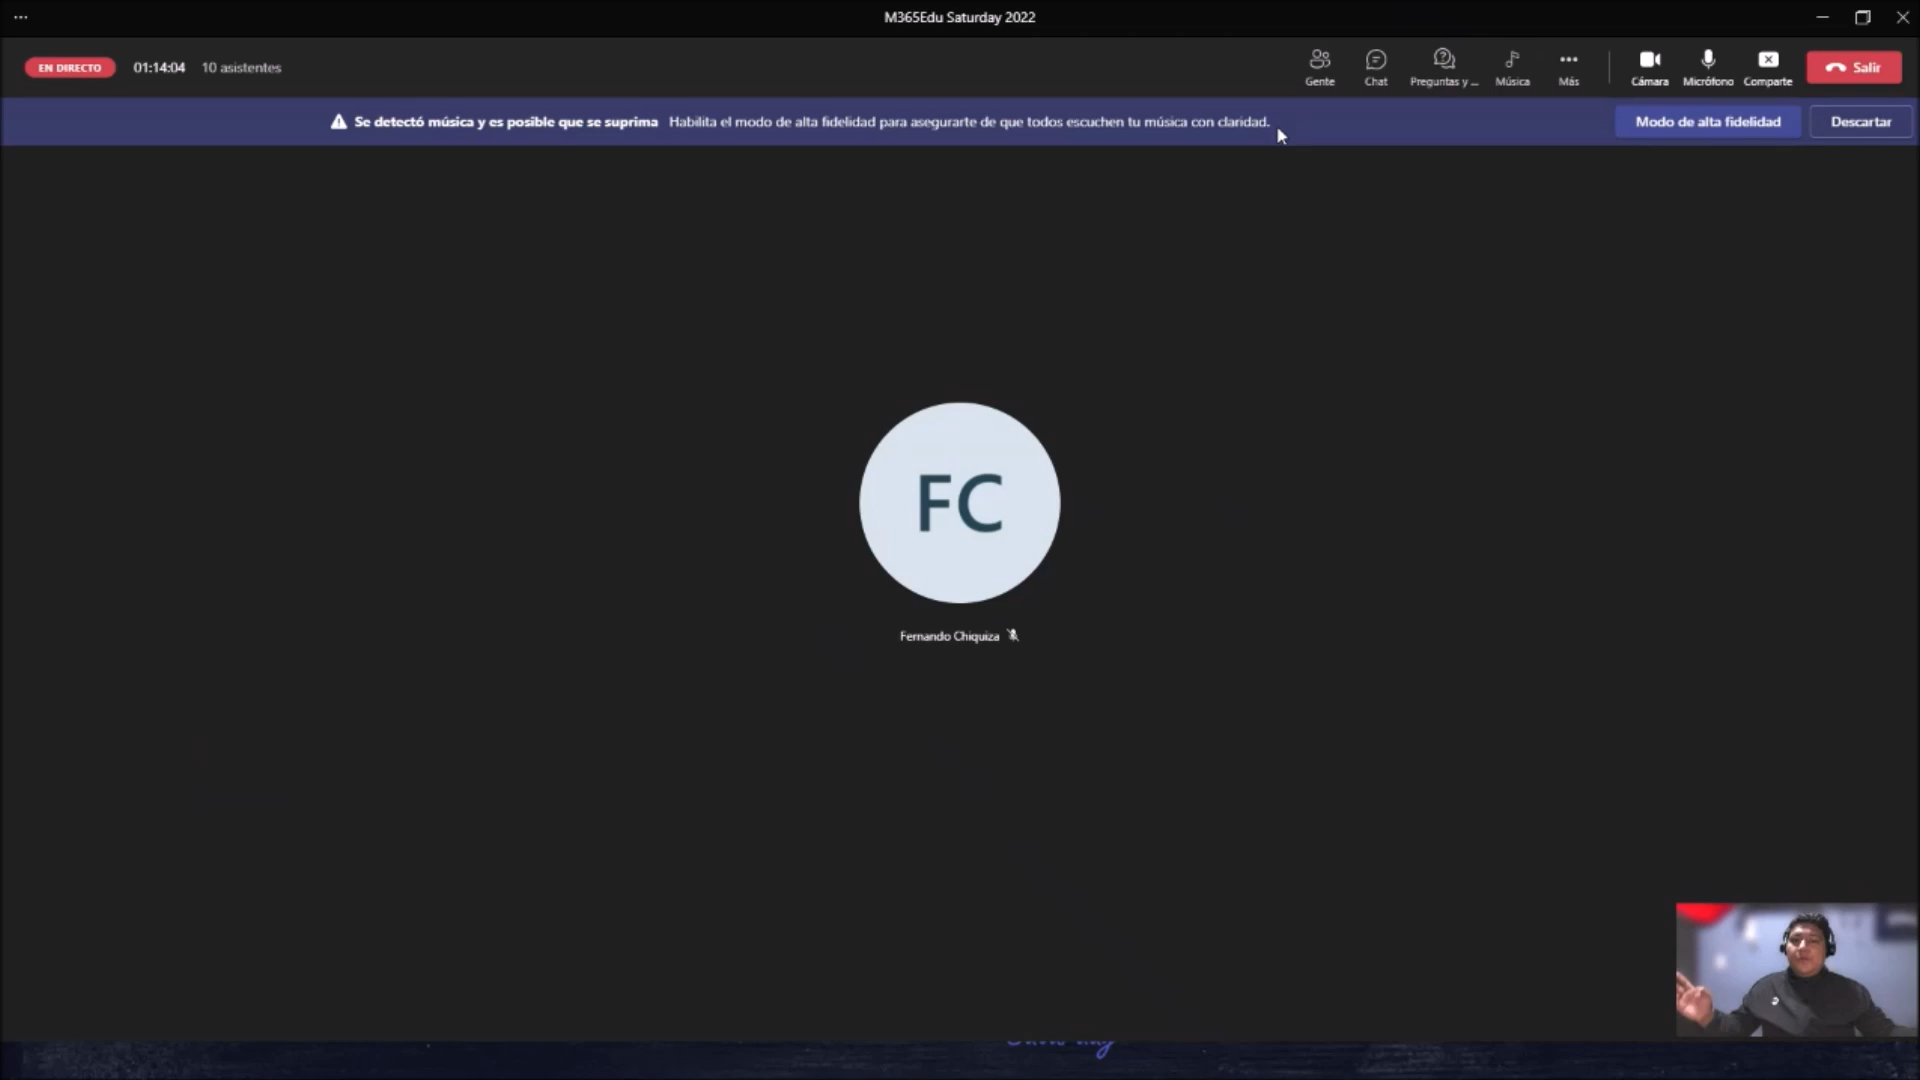 M365Edu Saturday 2022
EN DIRECTO 01:14:04 10 asistentes
Gente Chat Preguntas y ... Música Más Cámara Micrófono Comparte Salir
Se detectó música y es posible que se suprima Habilita el modo de alta fidelidad para asegurarte de que todos escuchen tu música con claridad. Modo de alta fidelidad Descartar
FC
Fernando Chiquiza